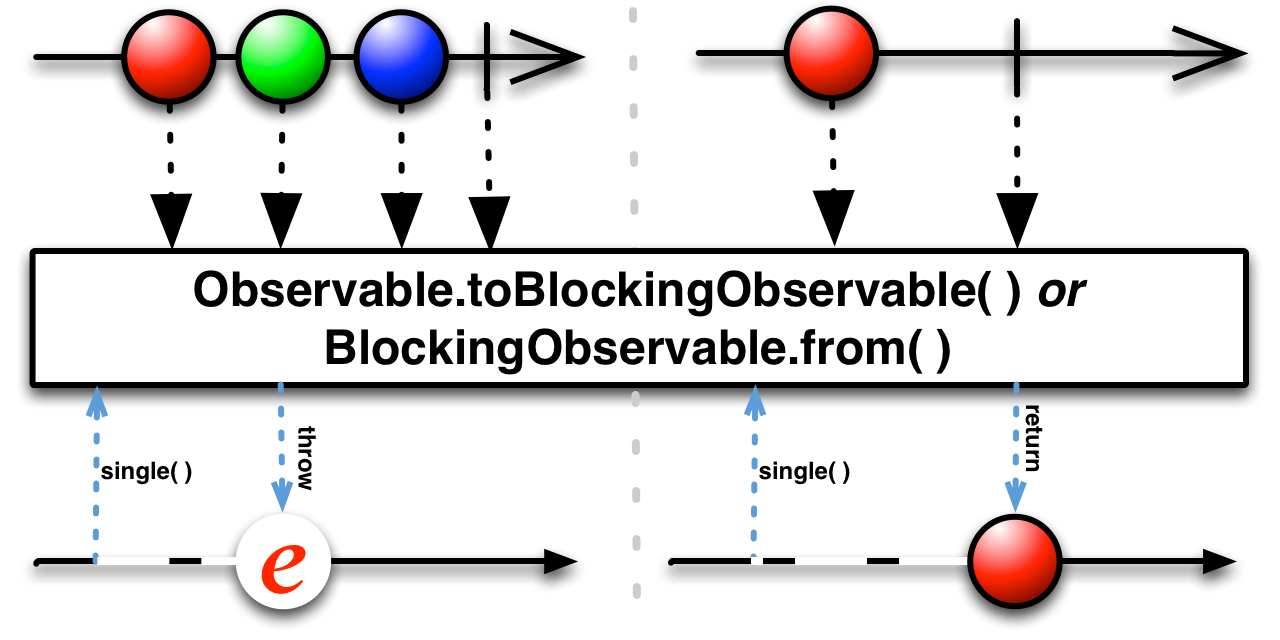 Observable.toBlockingObservable( ) or
BlockingObservable.from( )
single( )
throw
single( )
return
e